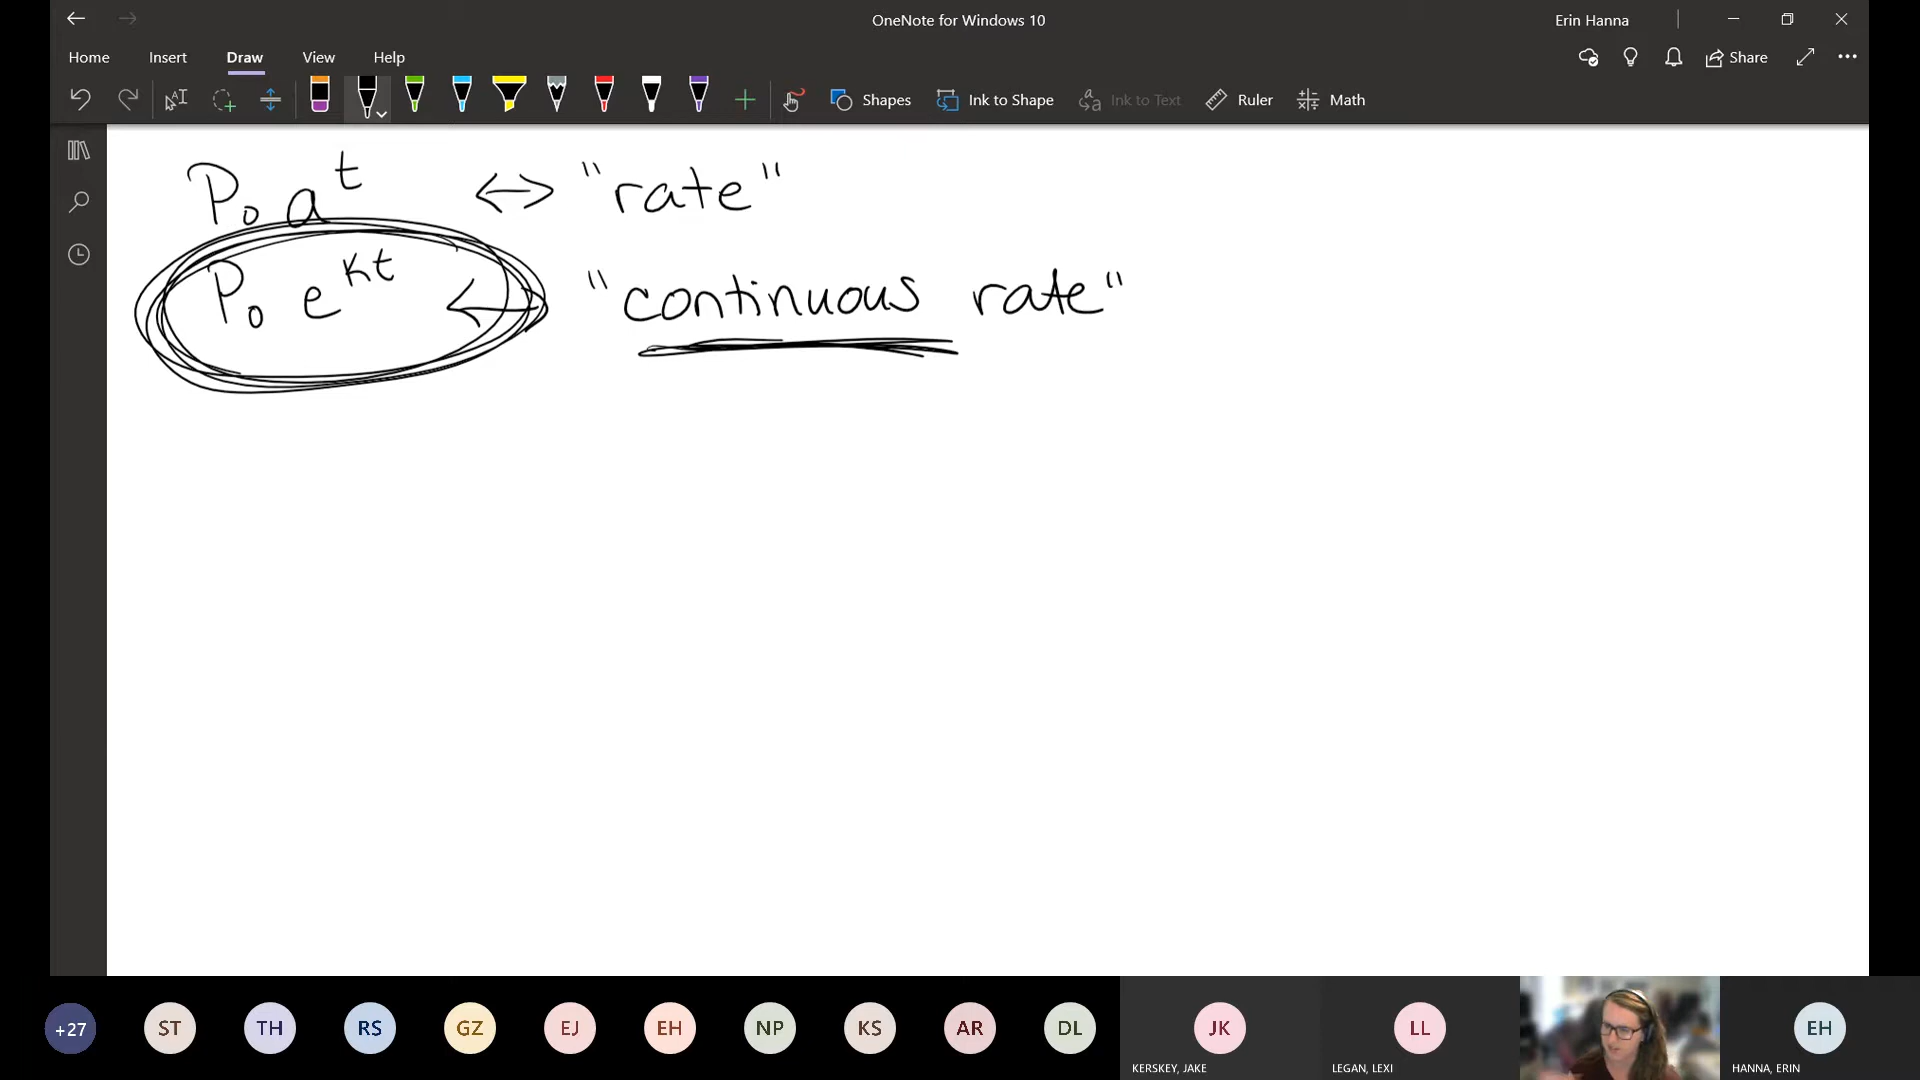 OneNote for Windows 10
Erin Hanna
Home Insert Draw View Help
Share
Shapes Ink to Shape Ink to Text Ruler Math
P₀ aᵗ <-> "rate"
P₀ eᵏᵗ <-> "continuous rate"
+27 ST TH RS GZ EJ EH NP KS AR DL JK LL EH
KERSKEY, JAKE LEGAN, LEXI HANNA, ERIN